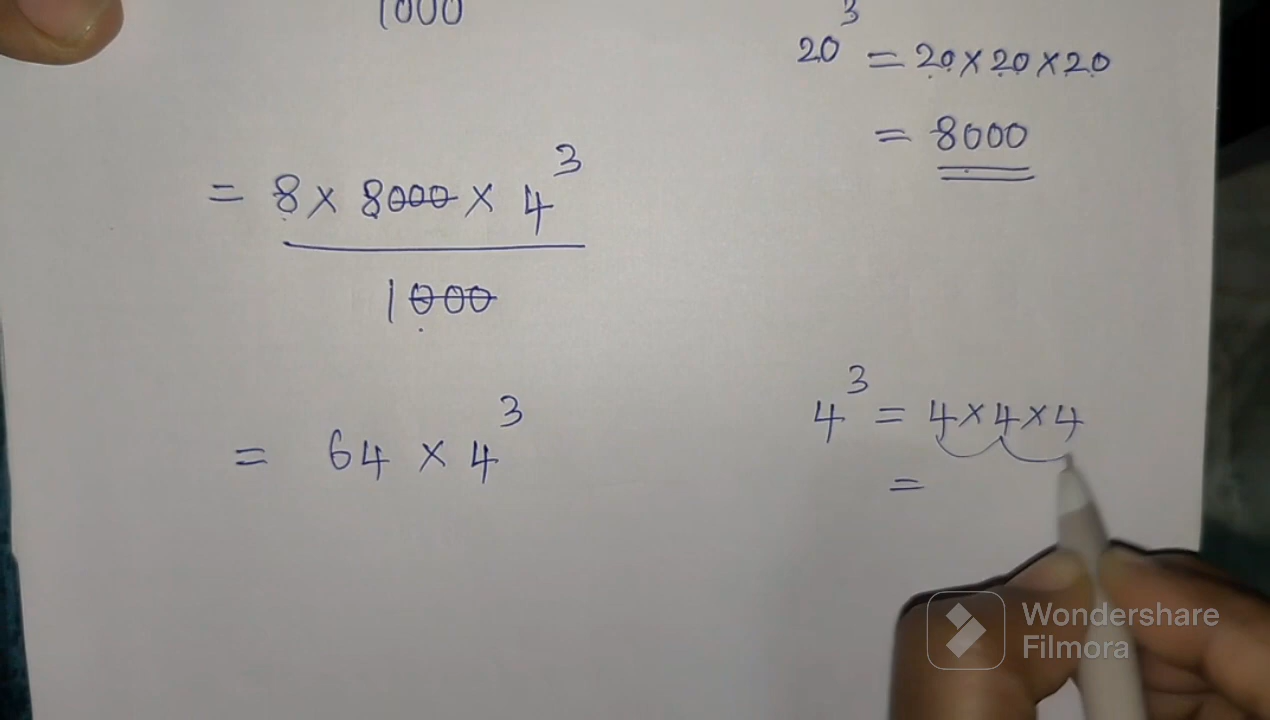 1000
20³ = 20 × 20 × 20
= 8000
= 8 × 8000 × 4³
1000
= 64 × 4³
4³ = 4 × 4 × 4
=
Wondershare
Filmora